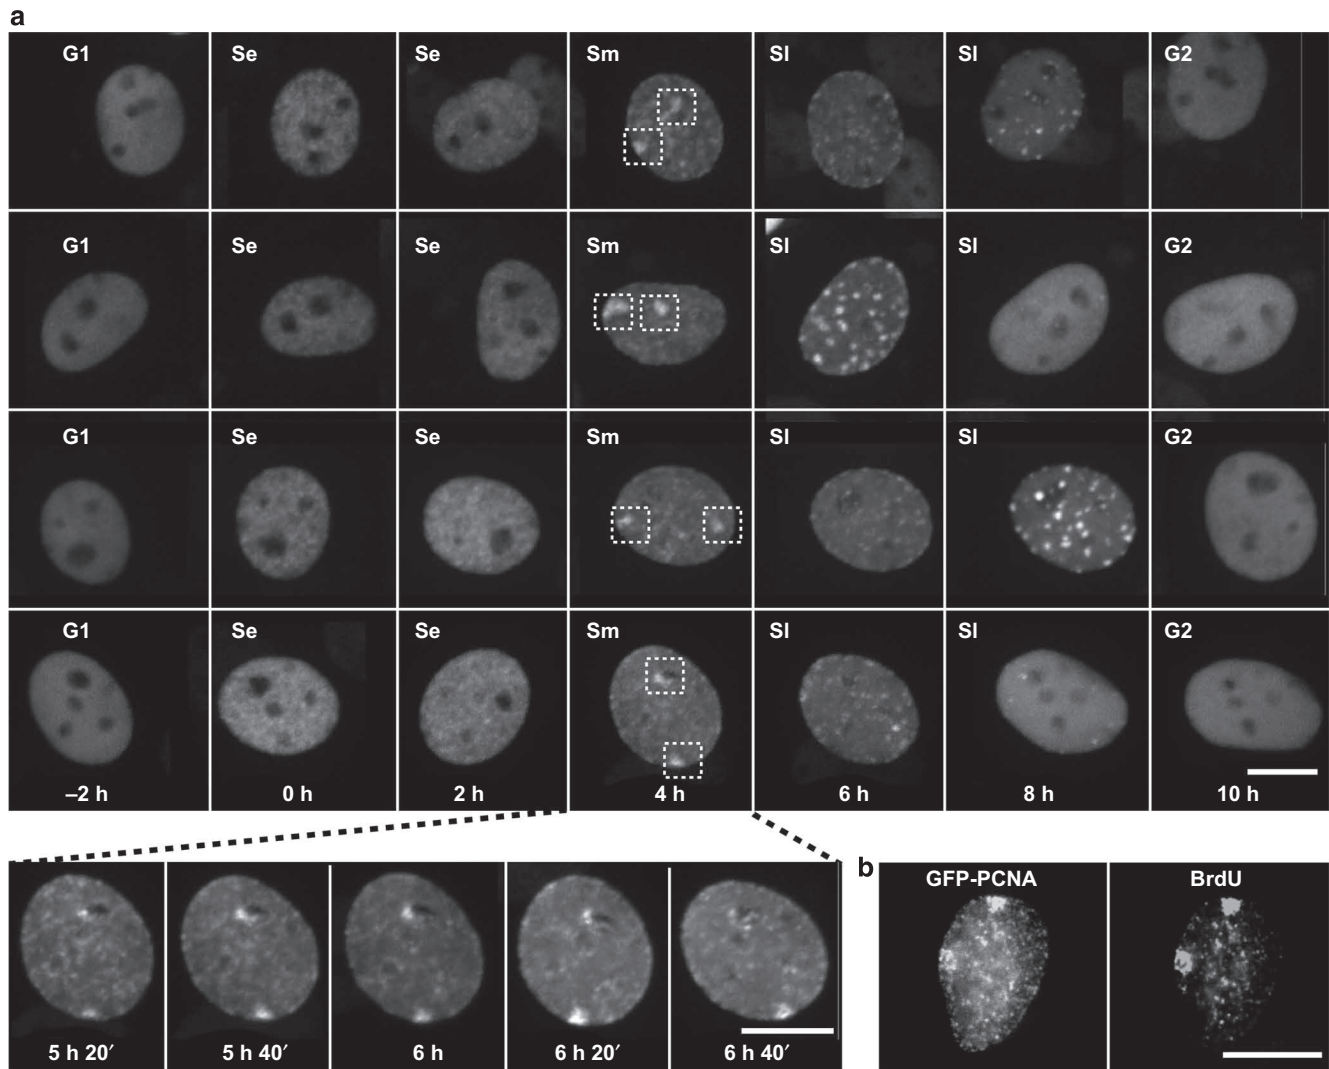 a
G1 Se Se Sm Sl Sl G2
G1 Se Se Sm Sl Sl G2
G1 Se Se Sm Sl Sl G2
G1 Se Se Sm Sl Sl G2
–2 h 0 h 2 h 4 h 6 h 8 h 10 h
5 h 20′ 5 h 40′ 6 h 6 h 20′ 6 h 40′
b
GFP-PCNA BrdU